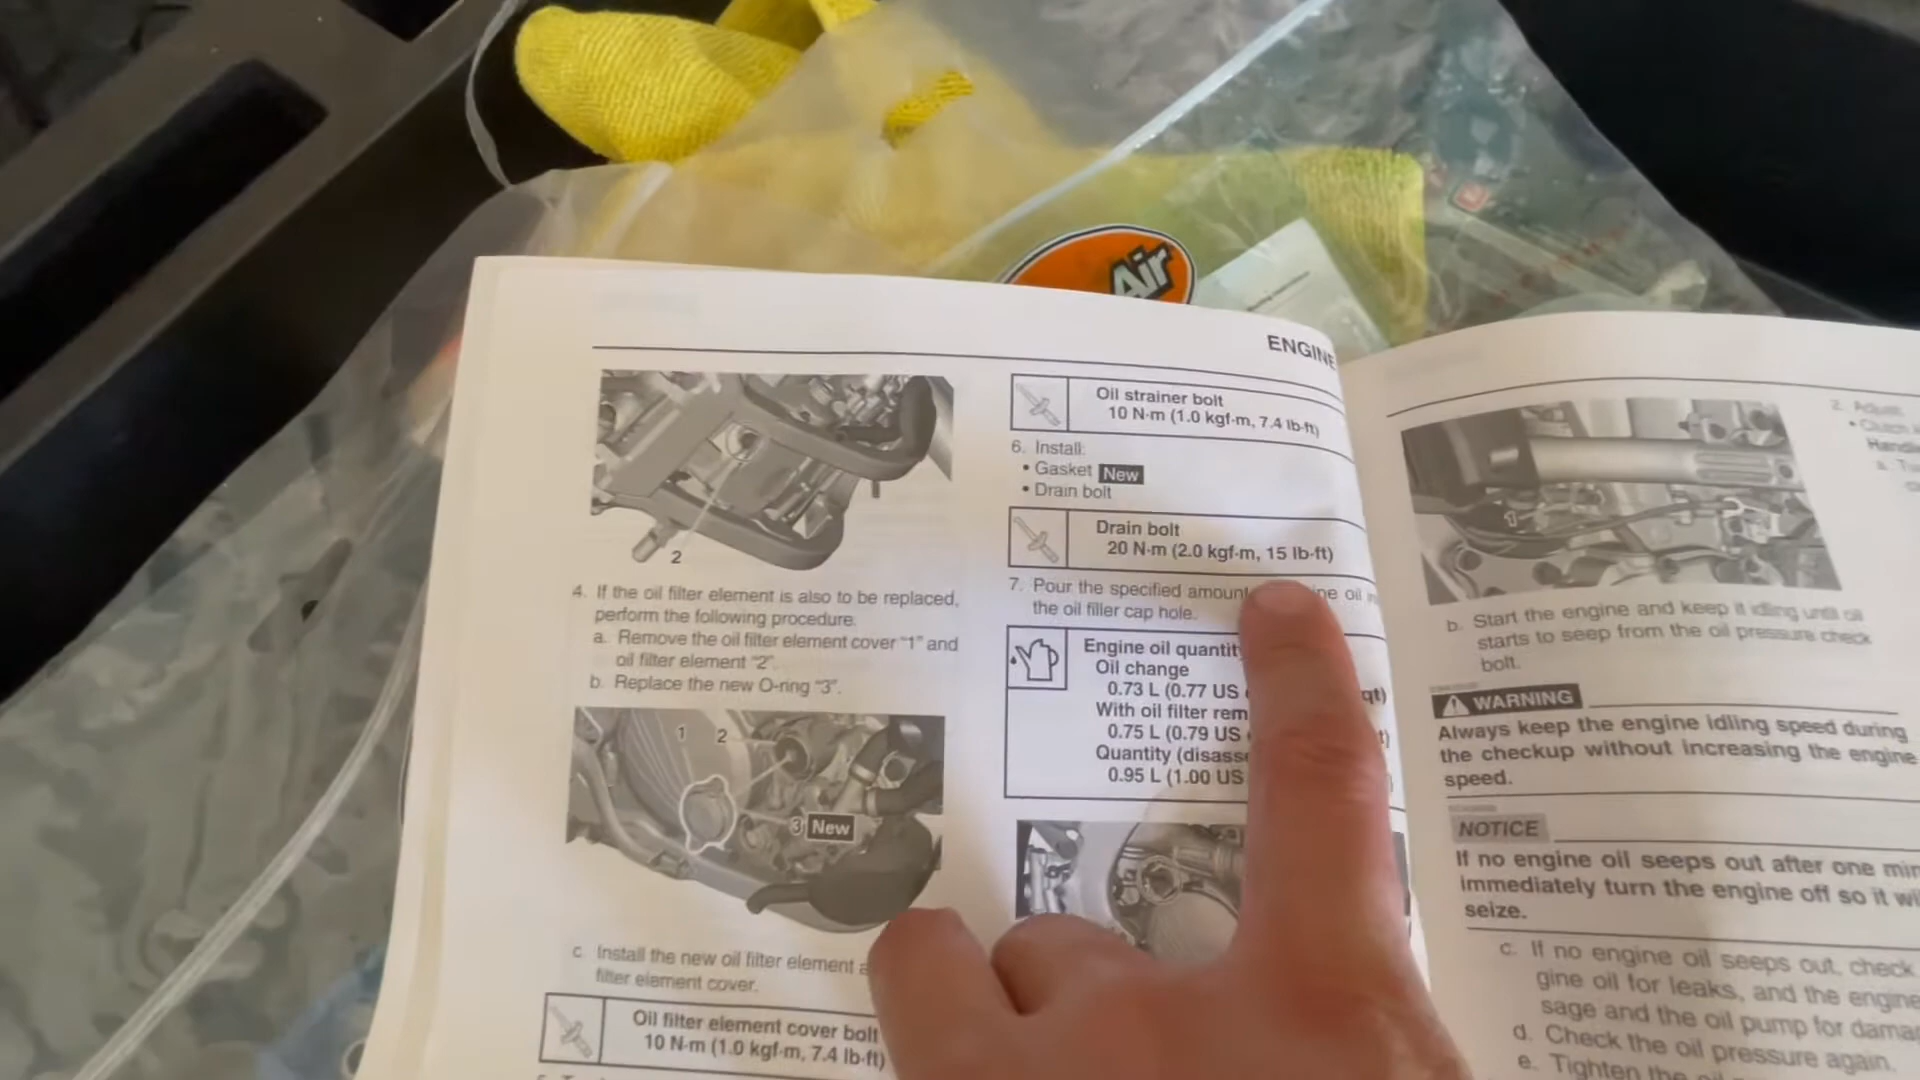 Air
ENGINE
2
4. If the oil filter element is also to be replaced,
perform the following procedure.
a. Remove the oil filter element cover “1” and
oil filter element “2”.
b. Replace the new O-ring “3”.
1 2
3 New
c. Install the new oil filter element
filter element cover.
Oil filter element cover bolt
10 N·m (1.0 kgf·m, 7.4 lb·ft)
Oil strainer bolt
10 N·m (1.0 kgf·m, 7.4 lb·ft)
6. Install:
• Gasket New
• Drain bolt
Drain bolt
20 N·m (2.0 kgf·m, 15 lb·ft)
7. Pour the specified amount oil
the oil filler cap hole.
Engine oil quantity
Oil change
0.73 L (0.77 US qt)
With oil filter
0.75 L (0.79 US
Quantity
0.95 L (1.00 US
1
b. Start the engine and keep it idling until oil
starts to seep from the oil pressure check
bolt.
WARNING
Always keep the engine idling speed during
the checkup without increasing the engine
speed.
NOTICE
If no engine oil seeps out after one
immediately turn the engine off so it
seize.
c. If no engine oil seeps out, check
gine oil for leaks, and the engine
sage and the oil pump for
d. Check the oil pressure again.
e. Tighten the
2. Adjust: